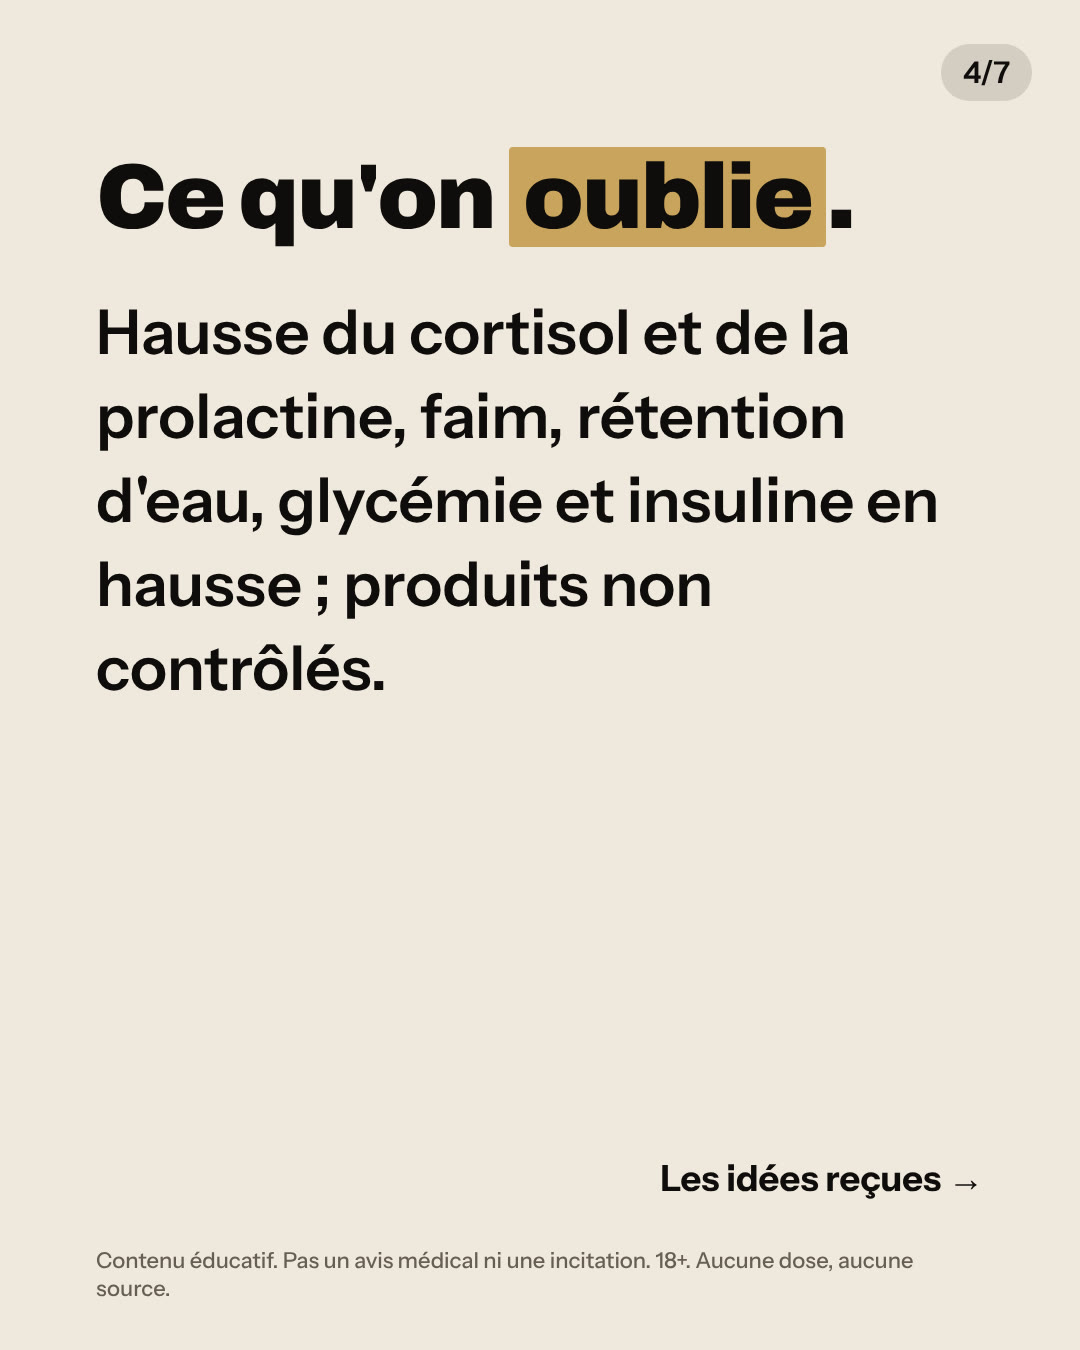 4/7
Ce qu'on oublie.
Hausse du cortisol et de la
prolactine, faim, rétention
d'eau, glycémie et insuline en
hausse ; produits non
contrôlés.
Les idées reçues →
Contenu éducatif. Pas un avis médical ni une incitation. 18+. Aucune dose, aucune
source.